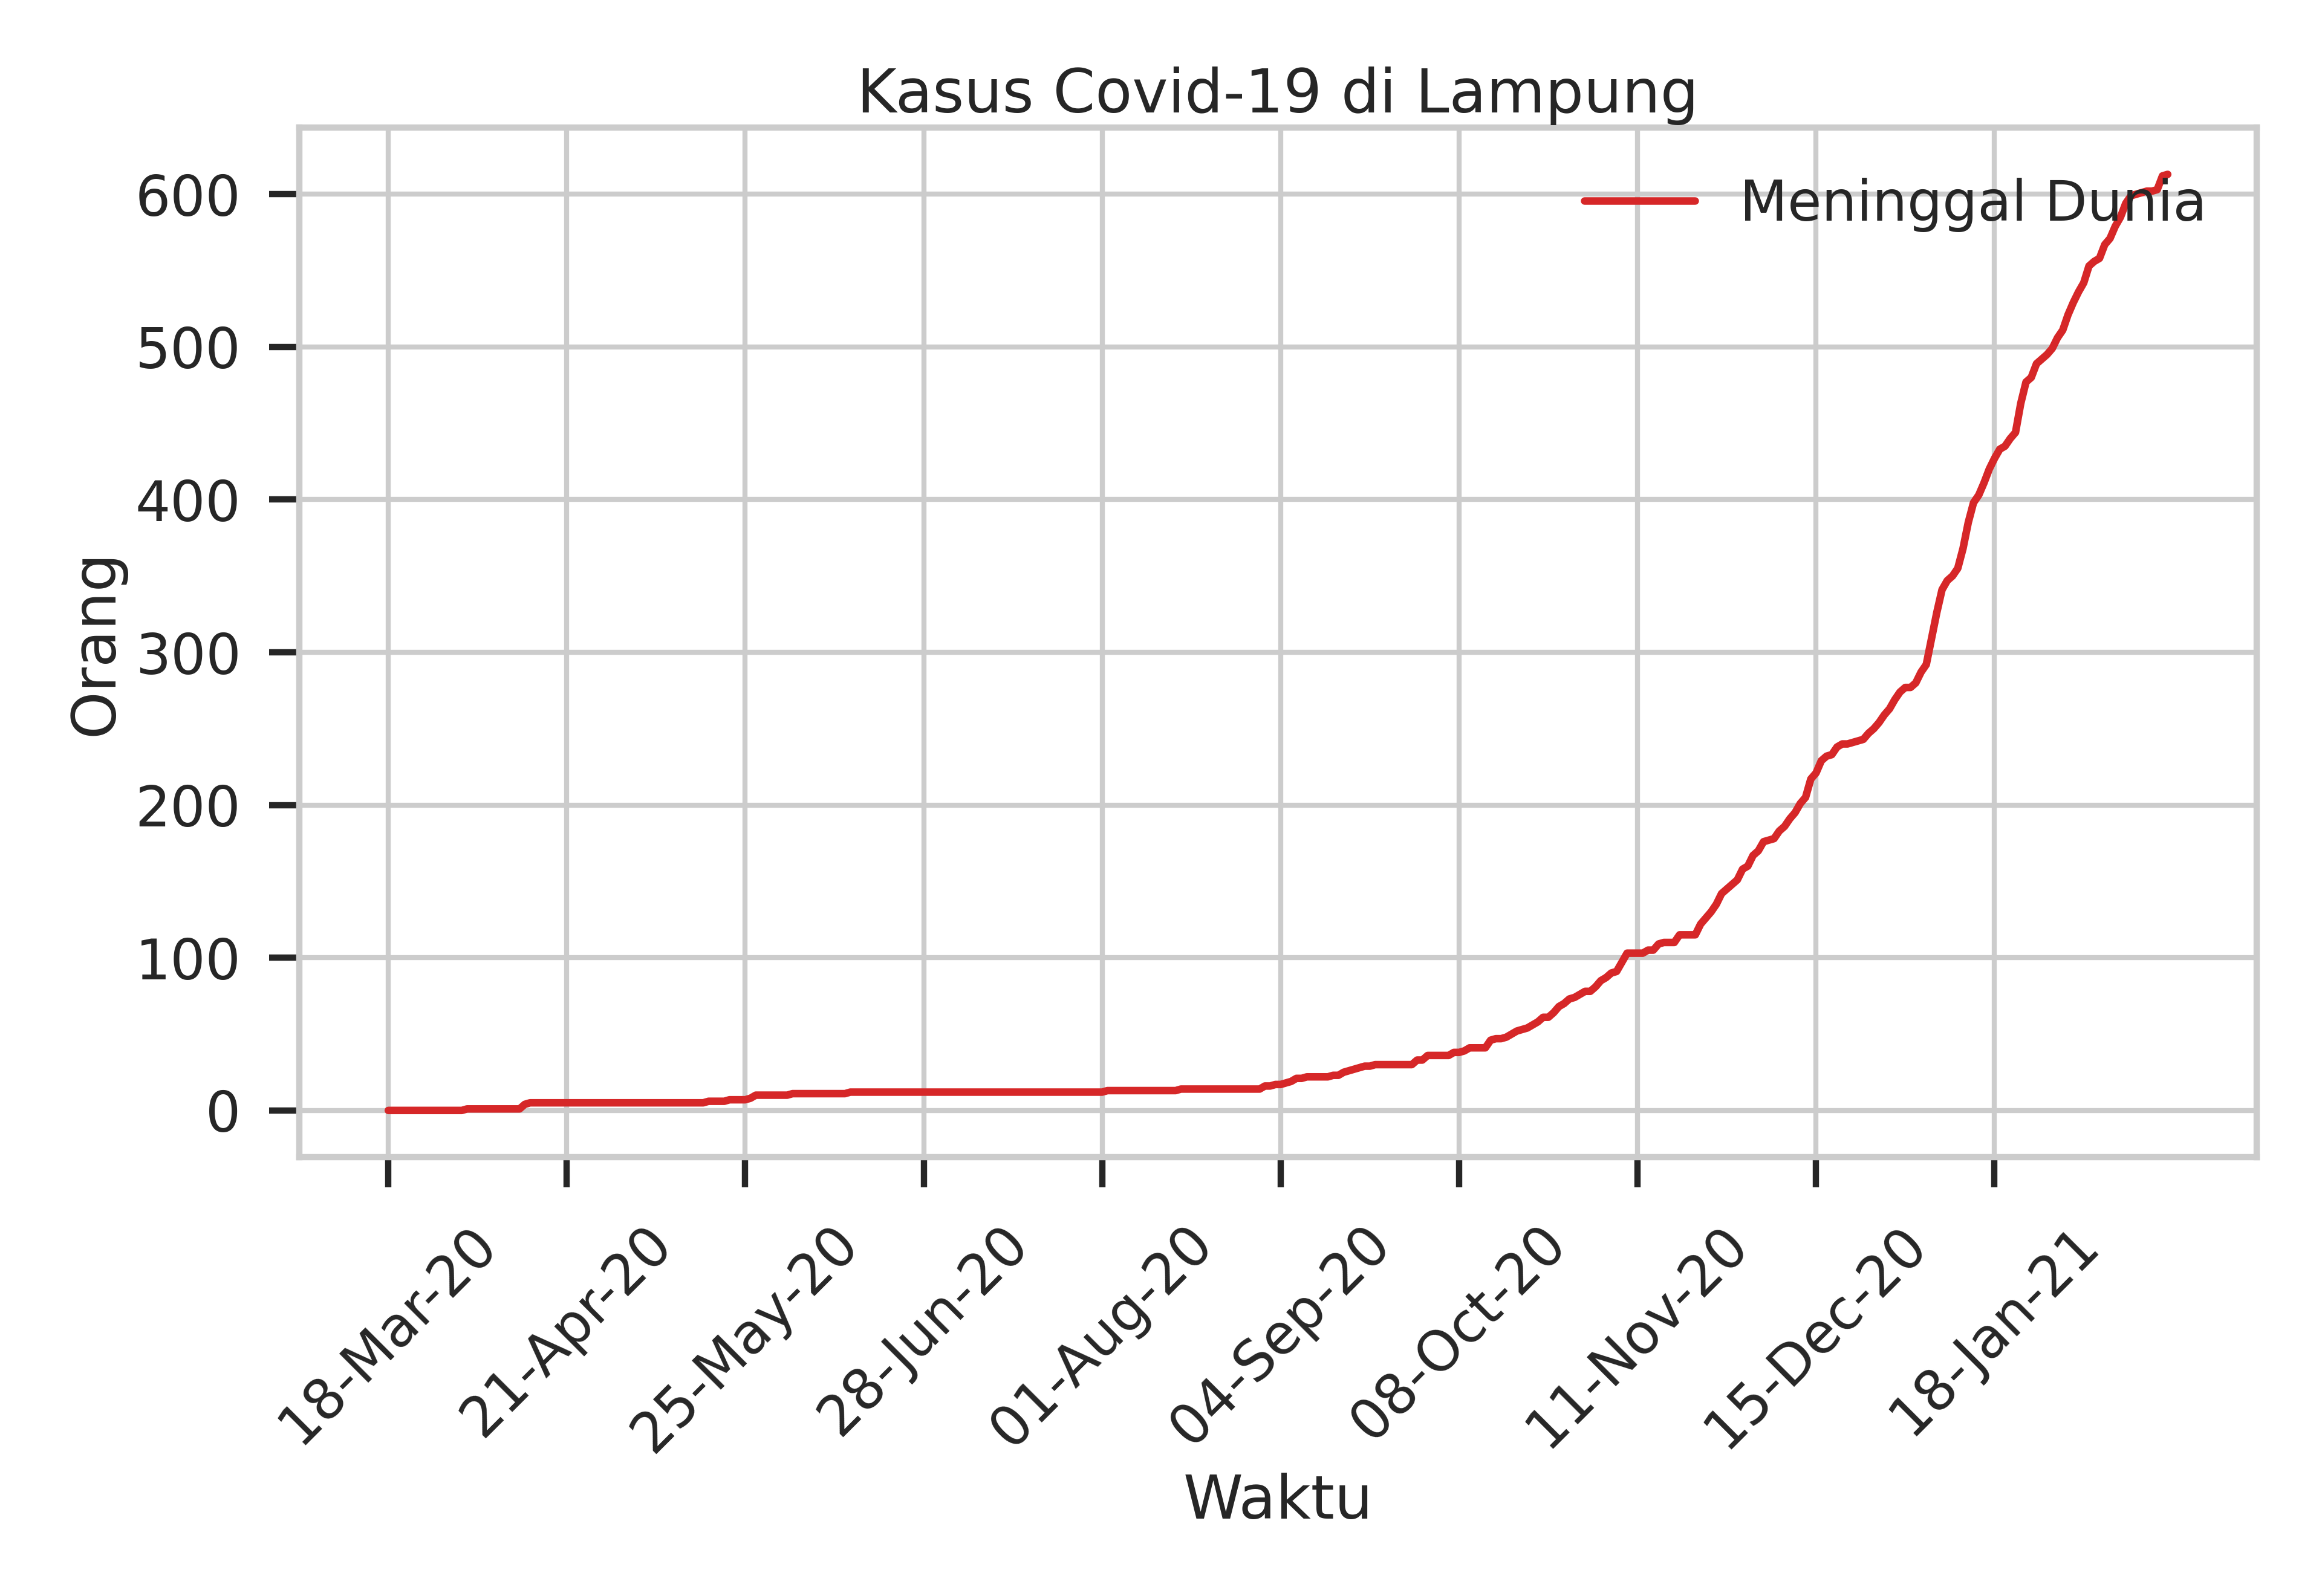 Kasus Covid-19 di Lampung
Meninggal Dunia
Orang
600
500
400
300
200
100
0
18-Mar-20
21-Apr-20
25-May-20
28-Jun-20
01-Aug-20
04-Sep-20
08-Oct-20
11-Nov-20
15-Dec-20
18-Jan-21
Waktu